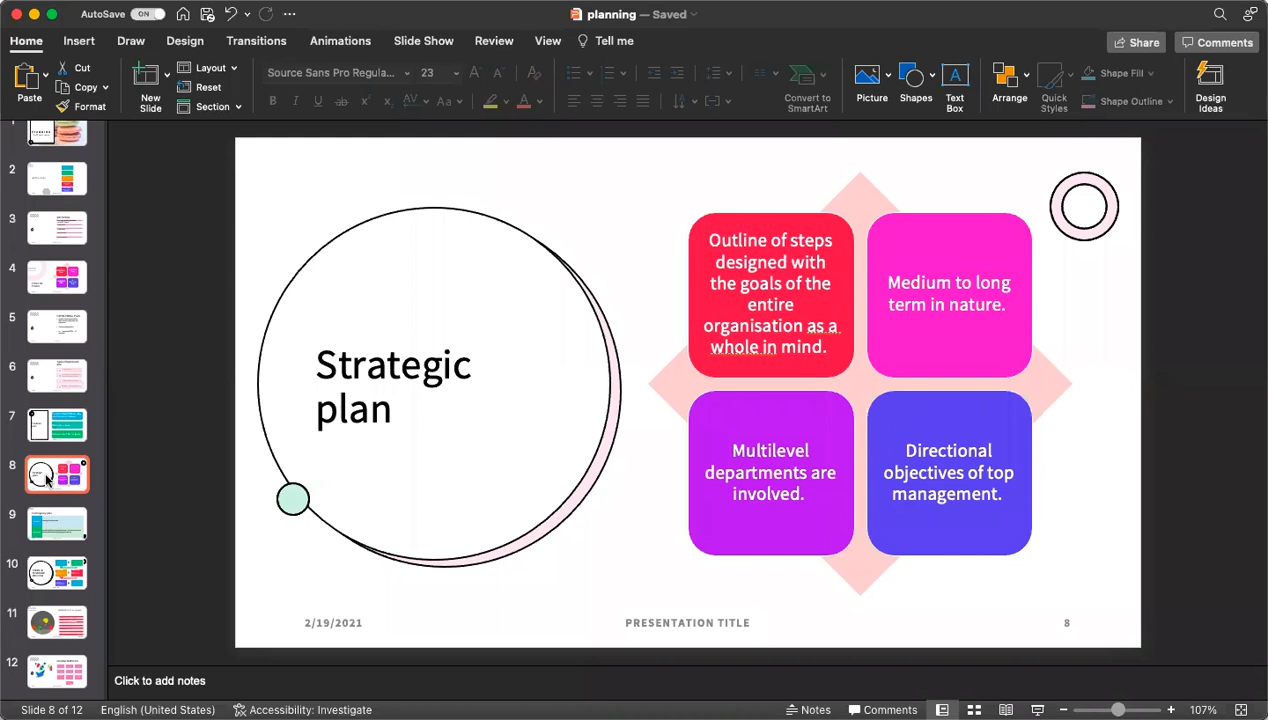 AutoSave ON planning — Saved
Home Insert Draw Design Transitions Animations Slide Show Review View Tell me Share Comments
Paste Cut Copy Format
New Slide Layout Reset Section
Source Sans Pro Regula... 23
Convert to SmartArt
Picture Shapes Text Box Arrange Quick Styles
Shape Fill
Shape Outline
Design Ideas
2
3
4
5
6
7
8
9
10
11
12
Strategic
plan
Outline of steps
designed with
the goals of the
entire
organisation as a
whole in mind.
Medium to long
term in nature.
Multilevel
departments are
involved.
Directional
objectives of top
management.
2/19/2021 PRESENTATION TITLE 8
Click to add notes
Slide 8 of 12 English (United States) Accessibility: Investigate Notes Comments 107%